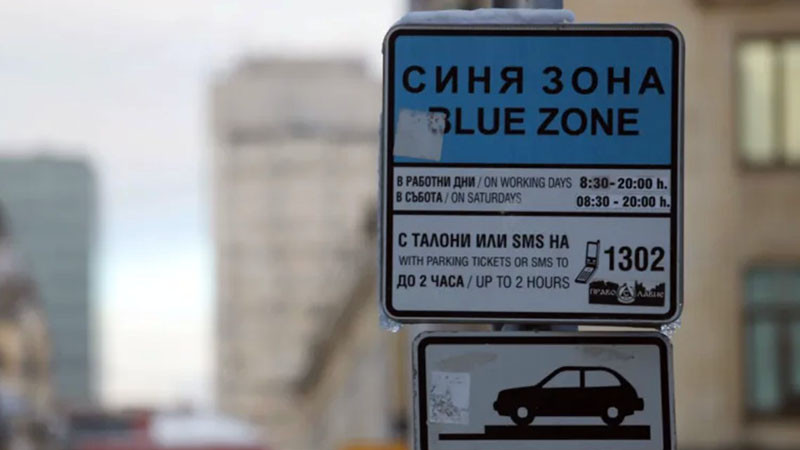 СИНЯ ЗОНА
BLUE ZONE
В РАБОТНИ ДНИ / ON WORKING DAYS 8:30-20:00 h.
В СЪБОТА / ON SATURDAYS 08:30 - 20:00 h.
С ТАЛОНИ ИЛИ SMS НА
WITH PARKING TICKETS OR SMS TO
1302
ДО 2 ЧАСА / UP TO 2 HOURS
ПРАВО СЛАВИЕ